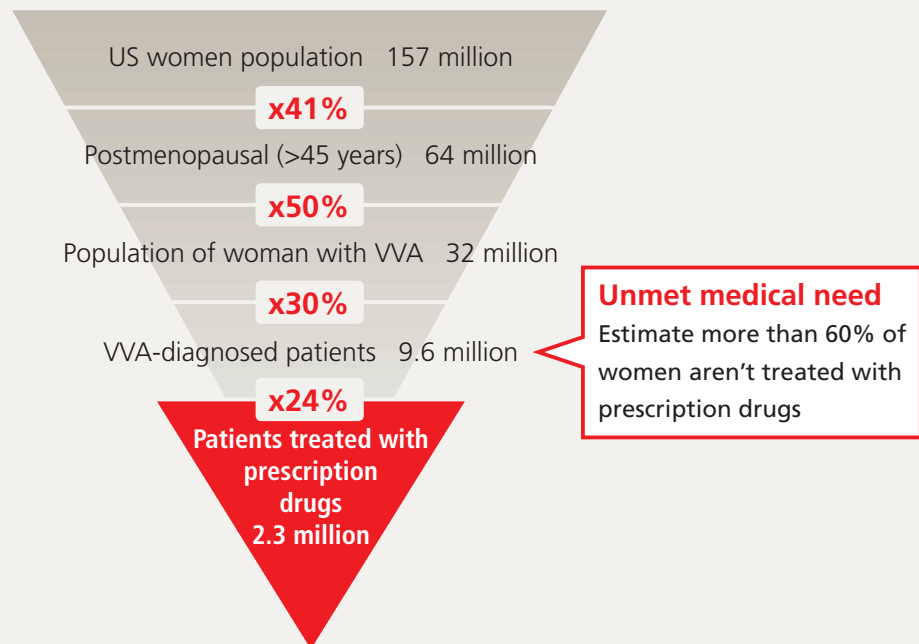 US women population 157 million
x41%
Postmenopausal (>45 years) 64 million
x50%
Population of woman with VVA 32 million
x30%
VVA-diagnosed patients 9.6 million
x24%
Patients treated with
prescription
drugs
2.3 million
Unmet medical need
Estimate more than 60% of
women aren’t treated with
prescription drugs